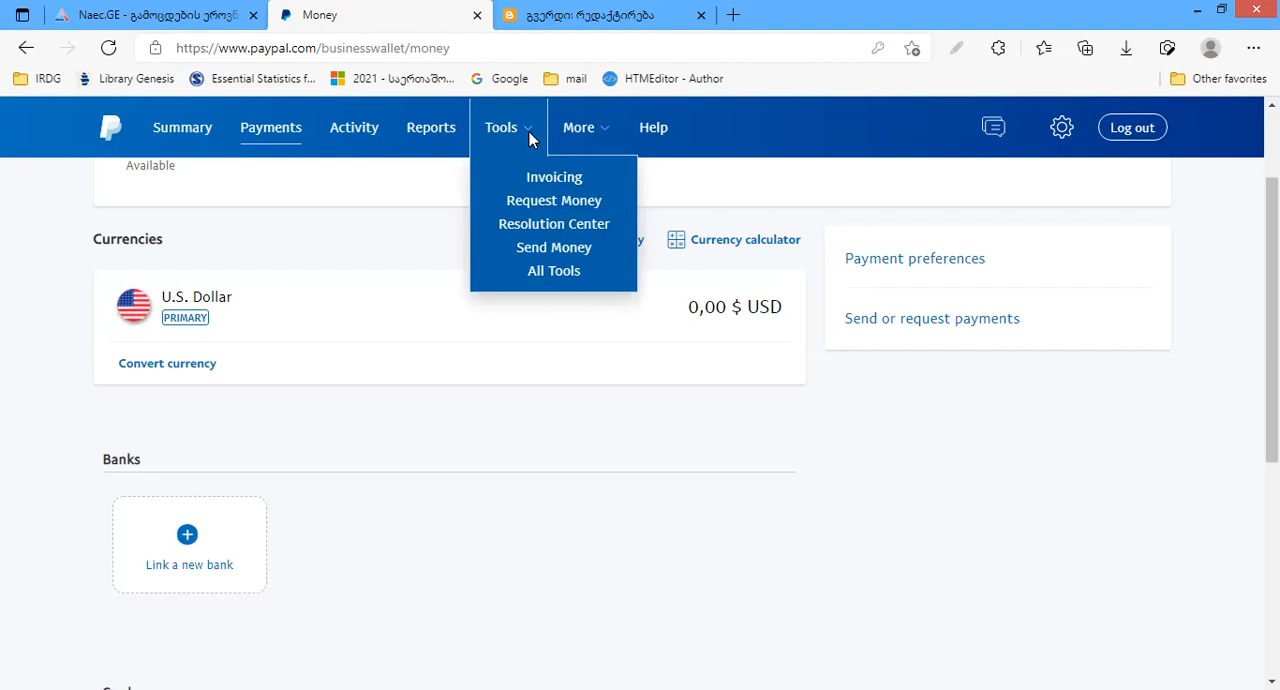 Naec.GE - გამოცდების ეროვნ
Money
გვერდი: რედაქტირება
https://www.paypal.com/businesswallet/money
IRDG
Library Genesis
Essential Statistics f...
2021 - საერთაშო...
Google
mail
HTMEditor - Author
Other favorites
Summary
Payments
Activity
Reports
Tools
More
Help
Log out
Available
Invoicing
Request Money
Resolution Center
Send Money
All Tools
Currencies
y
Currency calculator
Payment preferences
U.S. Dollar
PRIMARY
0,00 $ USD
Send or request payments
Convert currency
Banks
Link a new bank